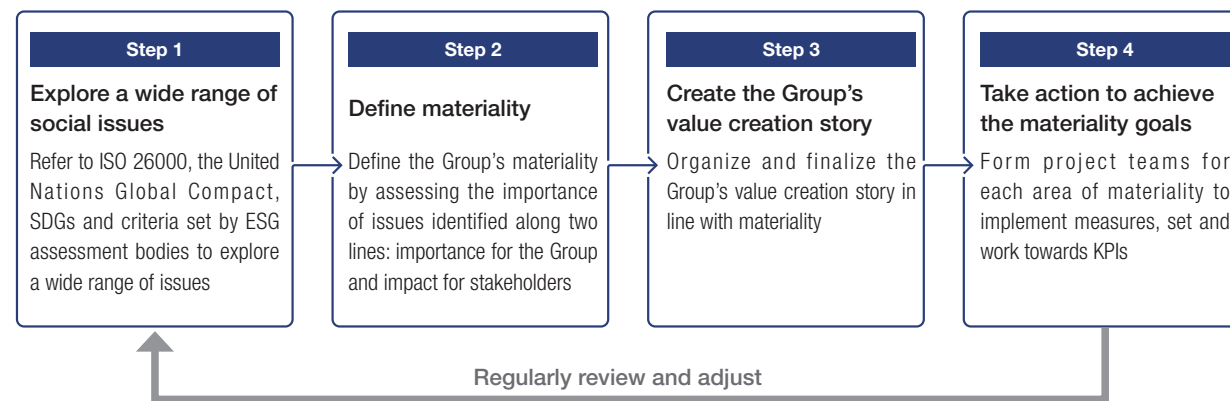 Step 1
Explore a wide range of
social issues
Refer to ISO 26000, the United
Nations Global Compact,
SDGs and criteria set by ESG
assessment bodies to explore
a wide range of issues
Step 2
Define materiality
Define the Group's materiality
by assessing the importance
of issues identified along two
lines: importance for the Group
and impact for stakeholders
Step 3
Create the Group's
value creation story
Organize and finalize the
Group's value creation story in
line with materiality
Step 4
Take action to achieve
the materiality goals
Form project teams for
each area of materiality to
implement measures, set and
work towards KPIs
Regularly review and adjust